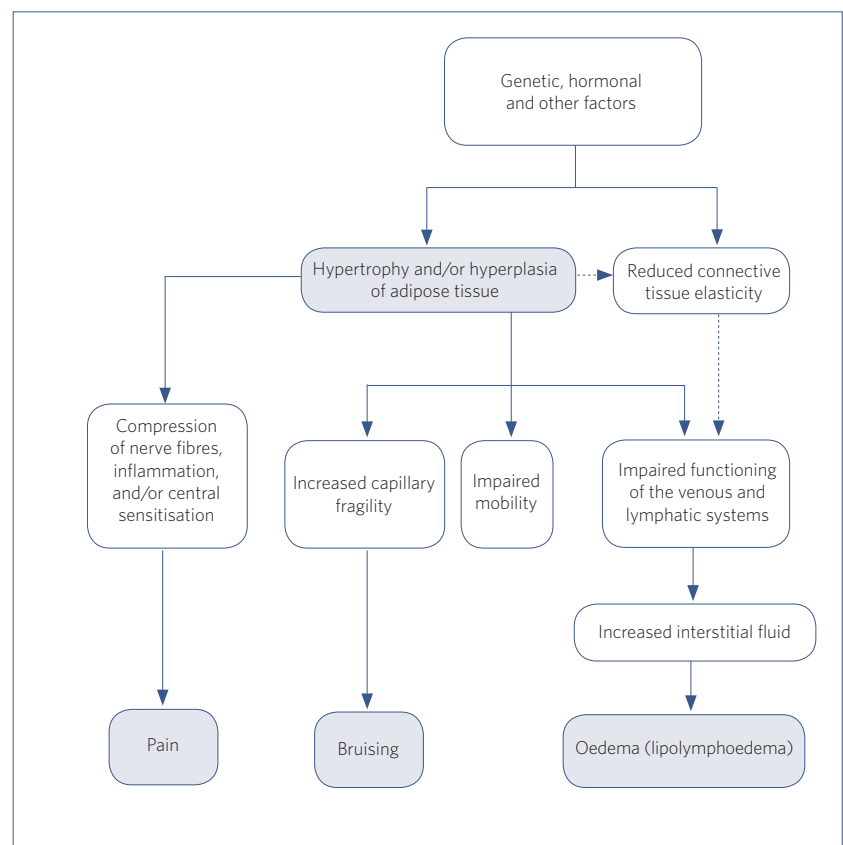 Genetic, hormonal
and other factors
Hypertrophy and/or hyperplasia
of adipose tissue
Reduced connective
tissue elasticity
Compression
of nerve fibres,
inflammation,
and/or central
sensitisation
Increased capillary
fragility
Impaired
mobility
Impaired functioning
of the venous and
lymphatic systems
Increased interstitial fluid
Pain
Bruising
Oedema (lipolymphoedema)